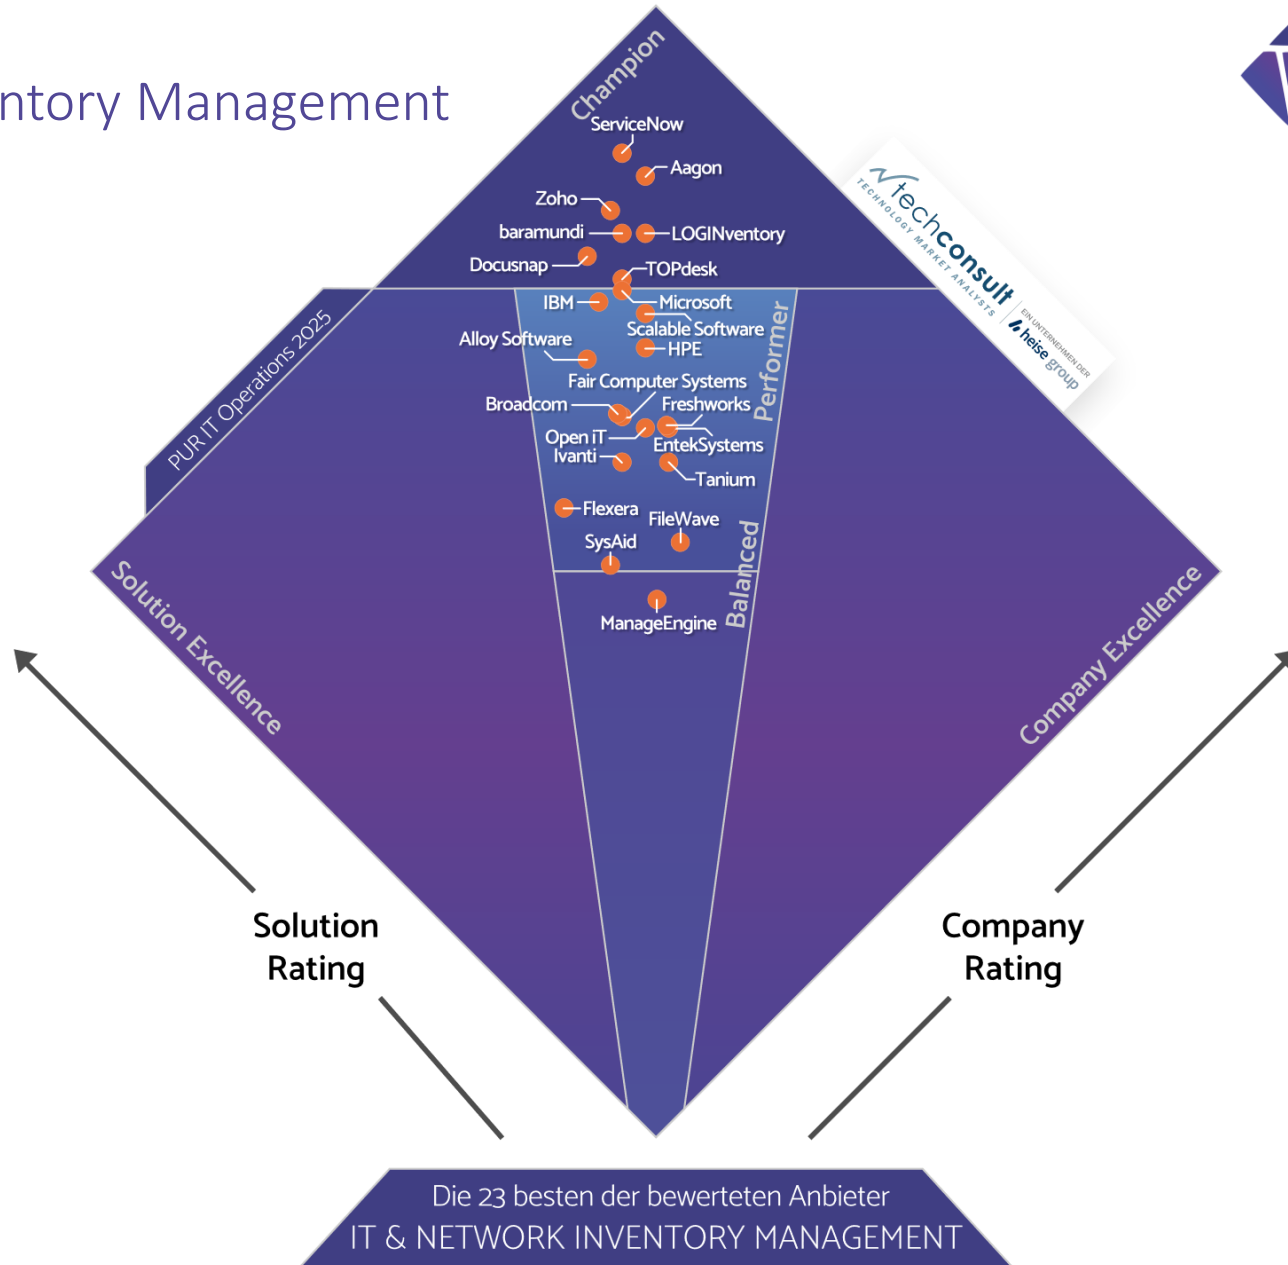 ntory Management
Champion
ServiceNow
Aagon
Zoho
baramundi
LOGINventory
Docusnap
TOPdesk
IBM
Microsoft
Scalable Software
Alloy Software
HPE
Fair Computer Systems
Broadcom
Freshworks
Open iT
EntekSystems
Ivanti
Tanium
Flexera
FileWave
SysAid
ManageEngine
Performer
Balanced
PUR IT Operations 2025
techconsult
TECHNOLOGY MARKET ANALYSTS
EIN UNTERNEHMEN DER
heise group
Solution Excellence
Company Excellence
Solution
Rating
Company
Rating
Die 23 besten der bewerteten Anbieter
IT & NETWORK INVENTORY MANAGEMENT